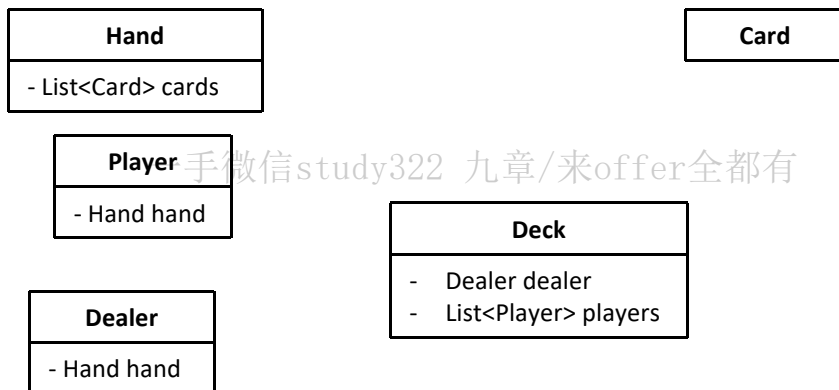 Hand
- List<Card> cards
Card
Player
- Hand hand
手微信study322 九章/来offer全都有
Deck
- Dealer dealer
- List<Player> players
Dealer
- Hand hand